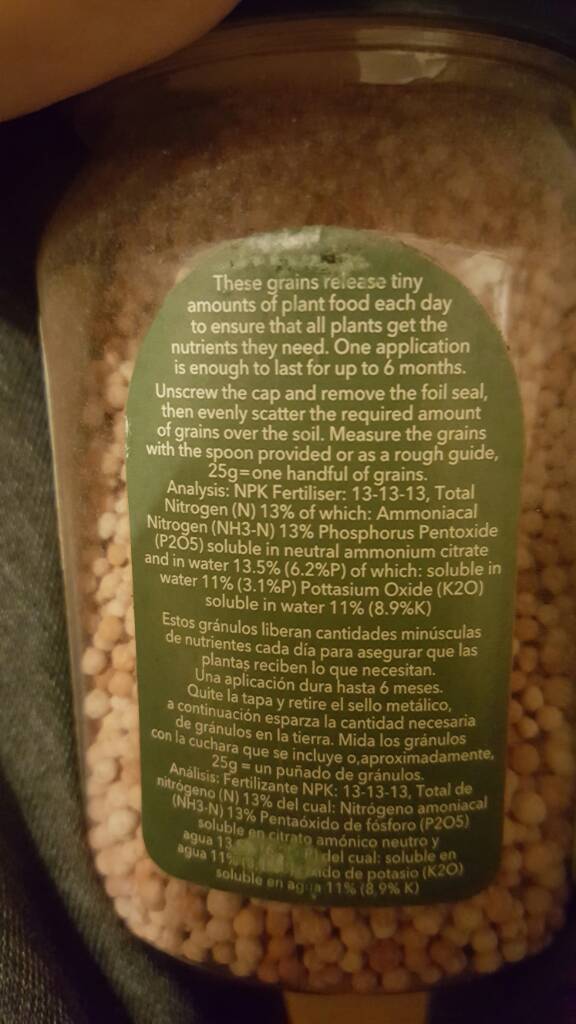 These grains release tiny
amounts of plant food each day
to ensure that all plants get the
nutrients they need. One application
is enough to last for up to 6 months.
Unscrew the cap and remove the foil seal,
then evenly scatter the required amount
of grains over the soil. Measure the grains
with the spoon provided or as a rough guide,
25g=one handful of grains.
Analysis: NPK Fertiliser: 13-13-13, Total
Nitrogen (N) 13% of which: Ammoniacal
Nitrogen (NH3-N) 13% Phosphorus Pentoxide
(P2O5) soluble in neutral ammonium citrate
and in water 13.5% (6.2%P) of which: soluble in
water 11% (3.1%P) Pottasium Oxide (K2O)
soluble in water 11% (8.9%K)
Estos gránulos liberan cantidades minúsculas
de nutrientes cada día para asegurar que las
plantas reciben lo que necesitan.
Una aplicación dura hasta 6 meses.
Quite la tapa y retire el sello metálico,
a continuación esparza la cantidad necesaria
de gránulos en la tierra. Mida los gránulos
con la cuchara que se incluye o,aproximadamente,
25g = un puñado de gránulos.
Análisis: Fertilizante NPK: 13-13-13, Total de
nitrógeno (N) 13% del cual: Nitrógeno amoniacal
(NH3-N) 13% Pentaóxido de fósforo (P2O5)
soluble en citrato amónico neutro y
agua 13 del cual: soluble en
agua 11% de potasio (K2O)
soluble en agua 11% (8,9% K)